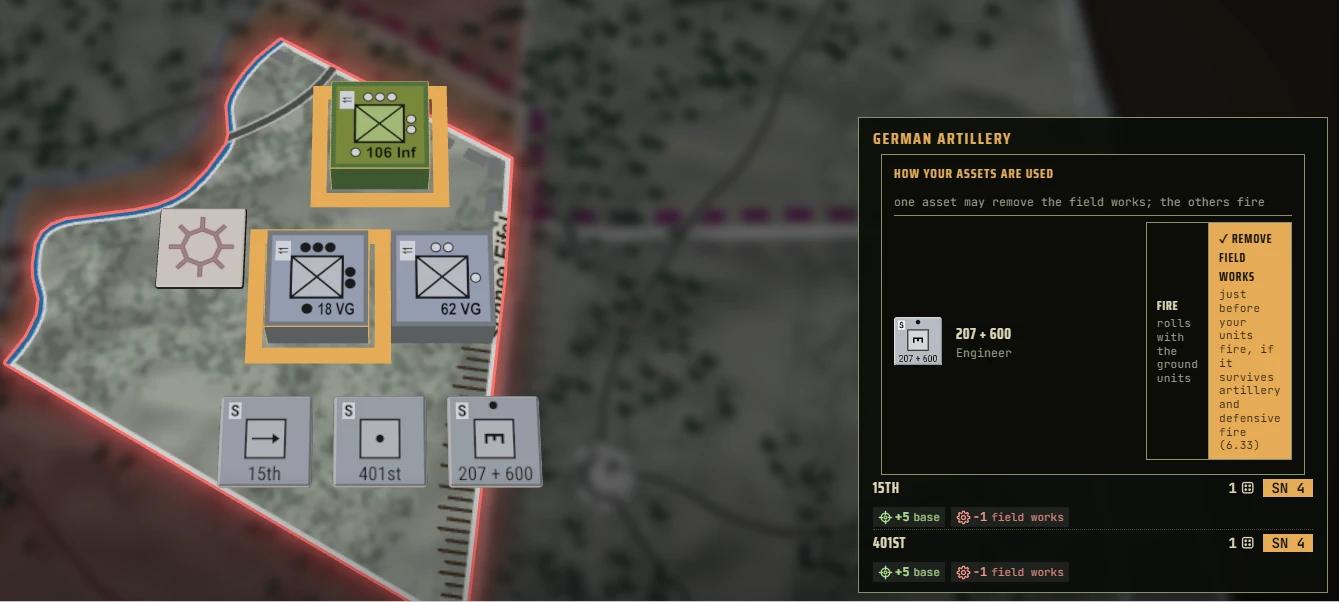 106 Inf
18 VG
62 VG
S
15th
S
401st
S
E
207 + 600
GERMAN ARTILLERY
HOW YOUR ASSETS ARE USED
one asset may remove the field works; the others fire
S
E
207 + 600
207 + 600
Engineer
FIRE
rolls
with
the
ground
units
✓ REMOVE
FIELD
WORKS
just
before
your
units
fire, if
it
survives
artillery
and
defensive
fire
(6.33)
15TH
1
SN 4
+5 base
-1 field works
401ST
1
SN 4
+5 base
-1 field works